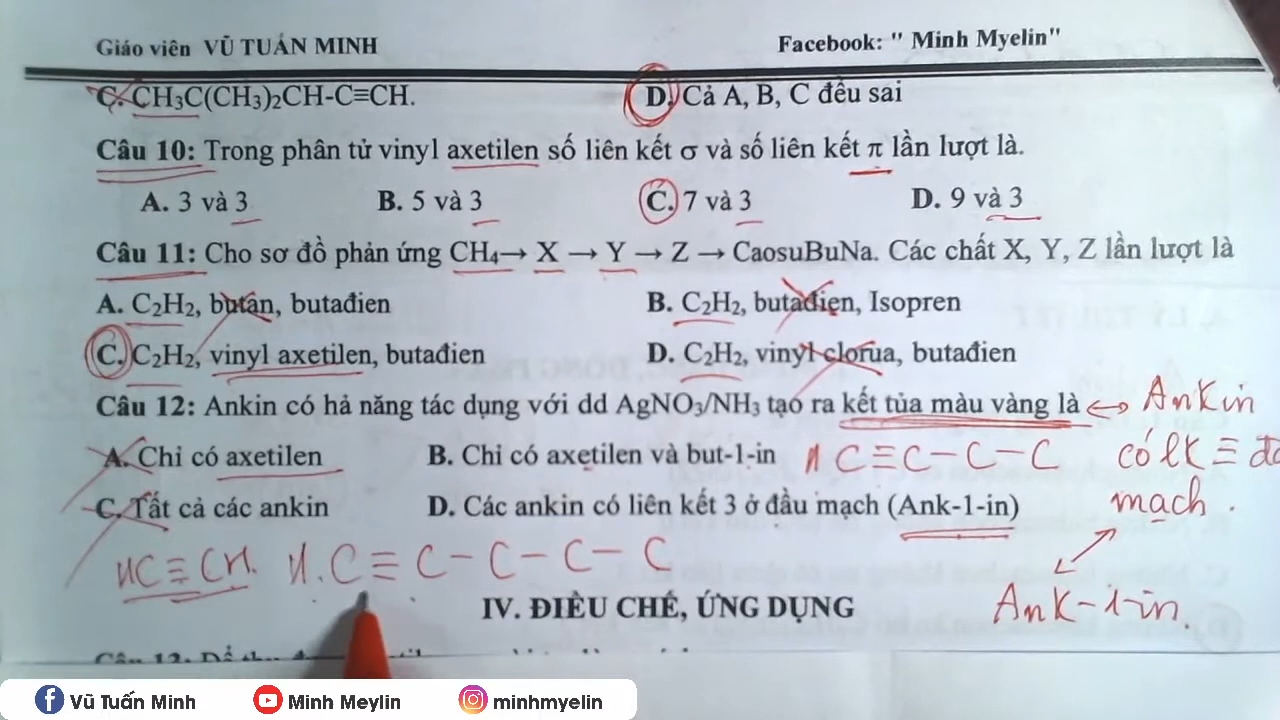 Giáo viên VŨ TUẤN MINH
Facebook: " Minh Myelin"
C. CH₃C(CH₃)₂CH-C≡CH.
D. Cả A, B, C đều sai
Câu 10: Trong phân tử vinyl axetilen số liên kết σ và số liên kết π lần lượt là.
A. 3 và 3 B. 5 và 3 C. 7 và 3 D. 9 và 3
Câu 11: Cho sơ đồ phản ứng CH₄→ X → Y → Z → CaosuBuNa. Các chất X, Y, Z lần lượt là
A. C₂H₂, butan, butađien B. C₂H₂, butađien, Isopren
C. C₂H₂, vinyl axetilen, butađien D. C₂H₂, vinyl clorua, butađien
Câu 12: Ankin có hả năng tác dụng với dd AgNO₃/NH₃ tạo ra kết tủa màu vàng là ↔ Ankin
A. Chỉ có axetilen B. Chỉ có axetilen và but-1-in HC≡C-C-C có lk ≡ đầ
C. Tất cả các ankin D. Các ankin có liên kết 3 ở đầu mạch (Ank-1-in) mạch.
HC≡CH. H.C≡C-C-C-C
IV. ĐIỀU CHẾ, ỨNG DỤNG Ank-1-in.
Vũ Tuấn Minh Minh Meylin minhmyelin